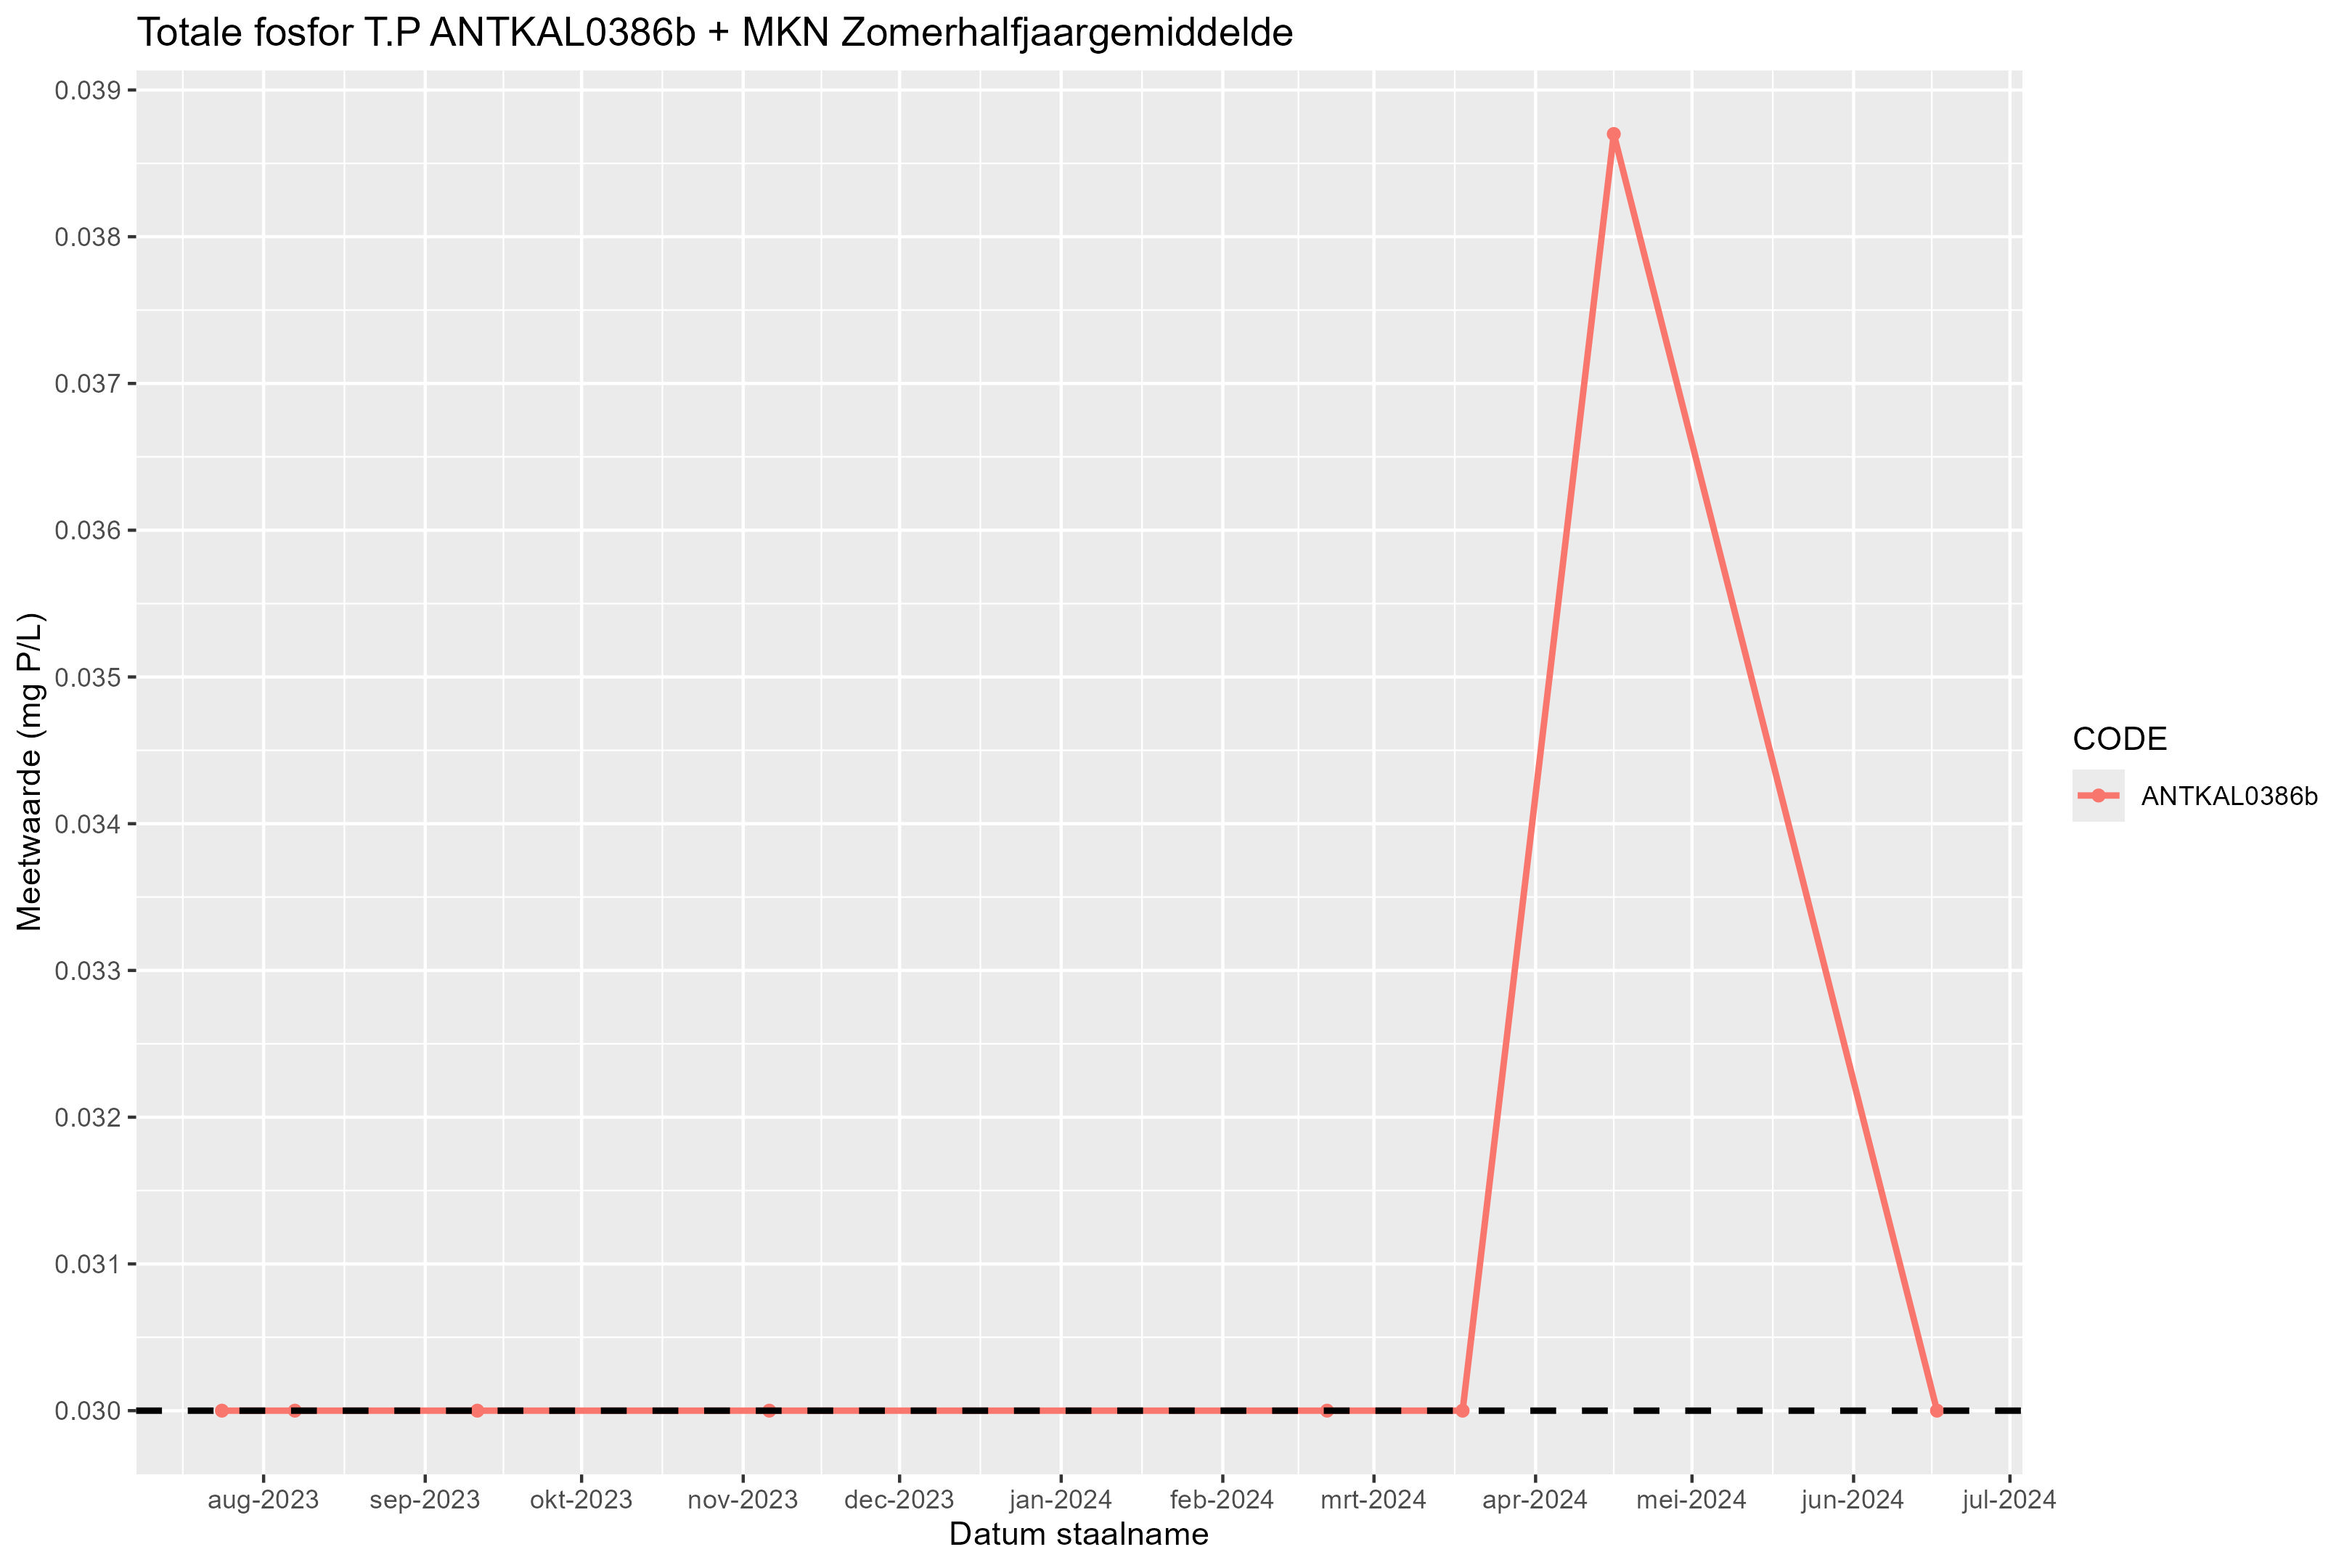 Totale fosfor T.P ANTKAL0386b + MKN Zomerhalfjaargemiddelde
0.039
0.038
0.037
0.036
0.035
0.034
0.033
0.032
0.031
0.030
Meetwaarde (mg P/L)
aug-2023 sep-2023 okt-2023 nov-2023 dec-2023 jan-2024 feb-2024 mrt-2024 apr-2024 mei-2024 jun-2024 jul-2024
Datum staalname
CODE
ANTKAL0386b